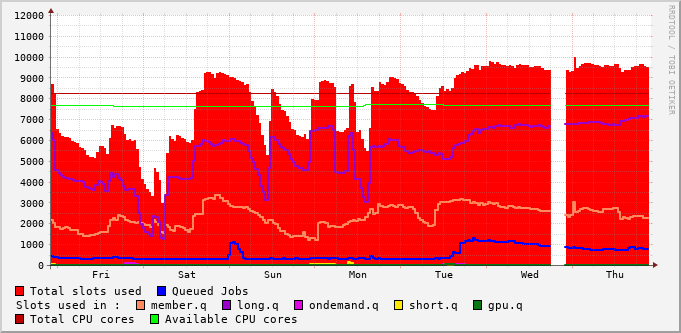 12000
11000
10000
9000
8000
7000
6000
5000
4000
3000
2000
1000
0
Fri Sat Sun Mon Tue Wed Thu
RRDTOOL / TOBI OETIKER
Total slots used Queued Jobs
Slots used in : member.q long.q ondemand.q short.q gpu.q
Total CPU cores Available CPU cores